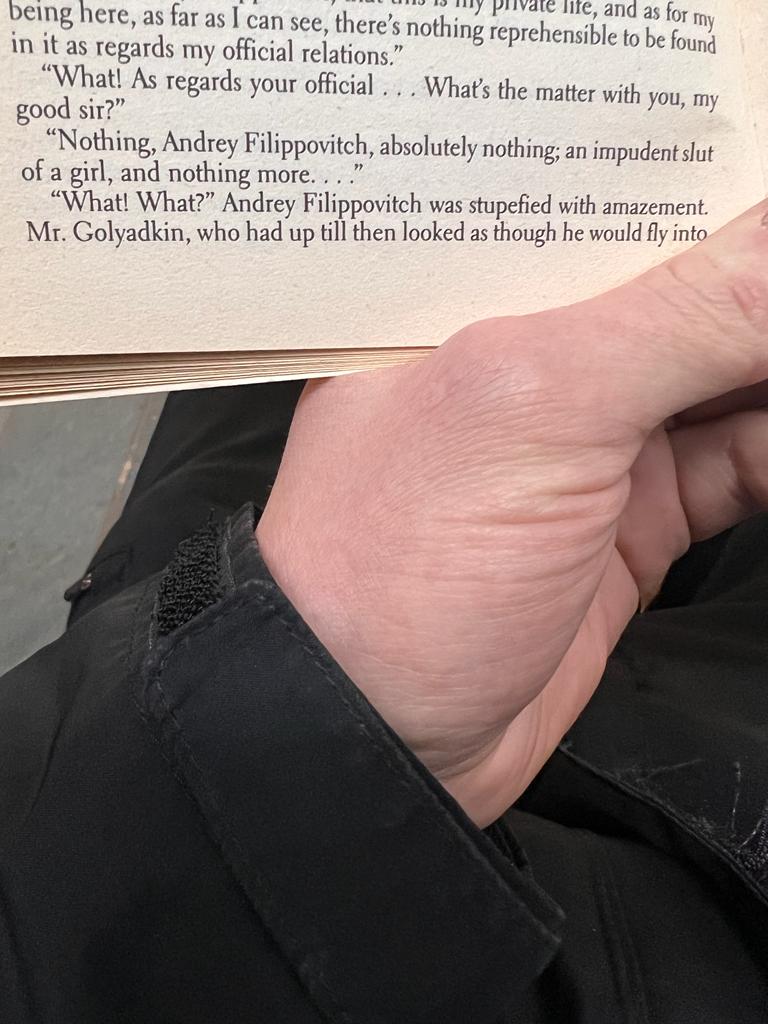 this is my private life, and as for my
being here, as far as I can see, there's nothing reprehensible to be found
in it as regards my official relations.”
“What! As regards your official . . . What's the matter with you, my
good sir?”
“Nothing, Andrey Filippovitch, absolutely nothing; an impudent slut
of a girl, and nothing more. . . .”
“What! What?” Andrey Filippovitch was stupefied with amazement.
Mr. Golyadkin, who had up till then looked as though he would fly into